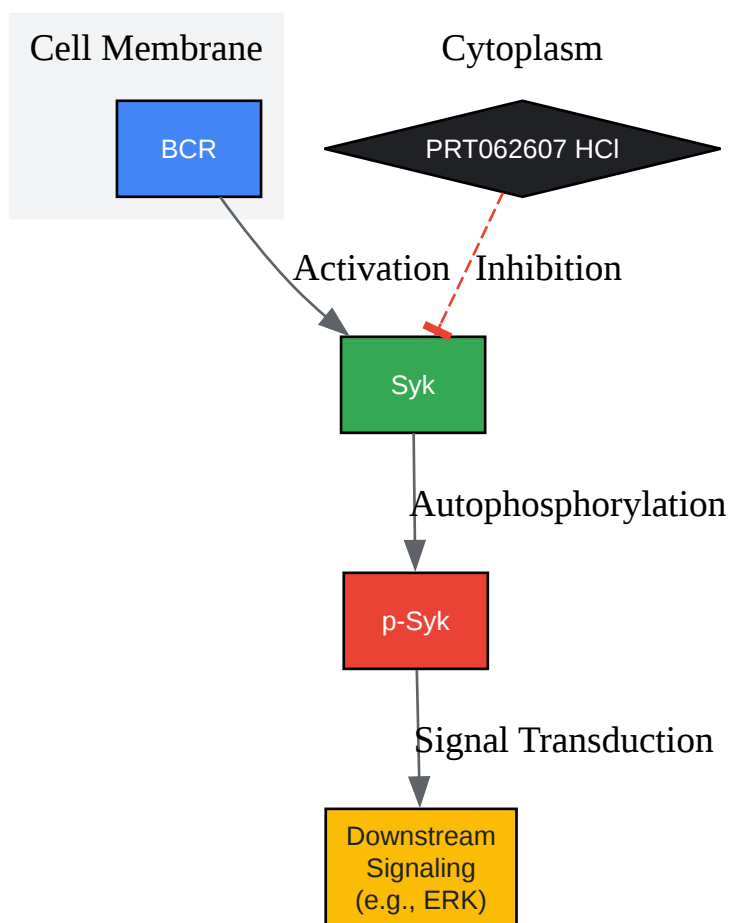 Cell Membrane
Cytoplasm
BCR
PRT062607 HCl
Activation
Inhibition
Syk
Autophosphorylation
p-Syk
Signal Transduction
Downstream
Signaling
(e.g., ERK)